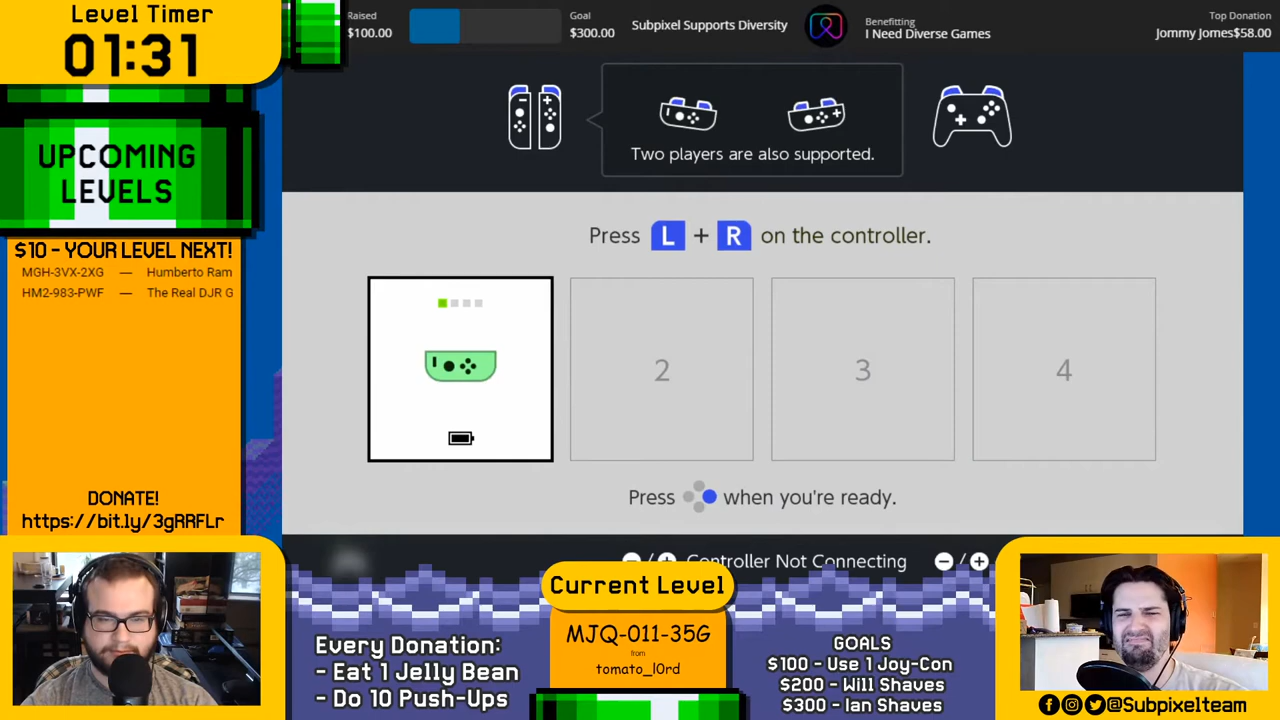 Level Timer
01:31
Raised
$100.00
Goal
$300.00
Subpixel Supports Diversity
Benefitting
I Need Diverse Games
Top Donation
Jommy Jomes$58.00
UPCOMING
LEVELS
$10 - YOUR LEVEL NEXT!
MGH-3VX-2XG — Humberto Ram
HM2-983-PWF — The Real DJR G
DONATE!
https://bit.ly/3gRRFLr
Two players are also supported.
Press L + R on the controller.
2
3
4
Press when you're ready.
Controller Not Connecting
Every Donation:
- Eat 1 Jelly Bean
- Do 10 Push-Ups
Current Level
MJQ-011-35G
from
tomato_l0rd
GOALS
$100 - Use 1 Joy-Con
$200 - Will Shaves
$300 - Ian Shaves
@Subpixelteam